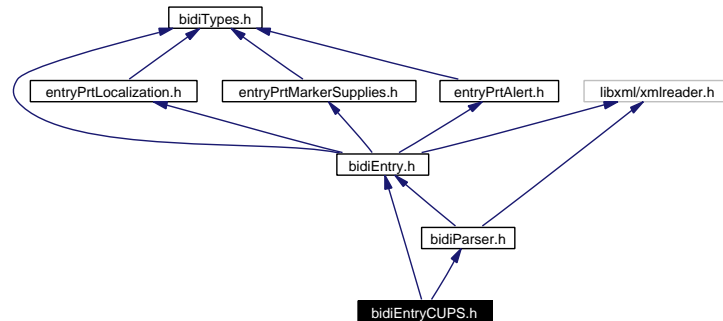 bidiTypes.h
entryPrtLocalization.h
entryPrtMarkerSupplies.h
entryPrtAlert.h
libxml/xmlreader.h
bidiEntry.h
bidiParser.h
bidiEntryCUPS.h